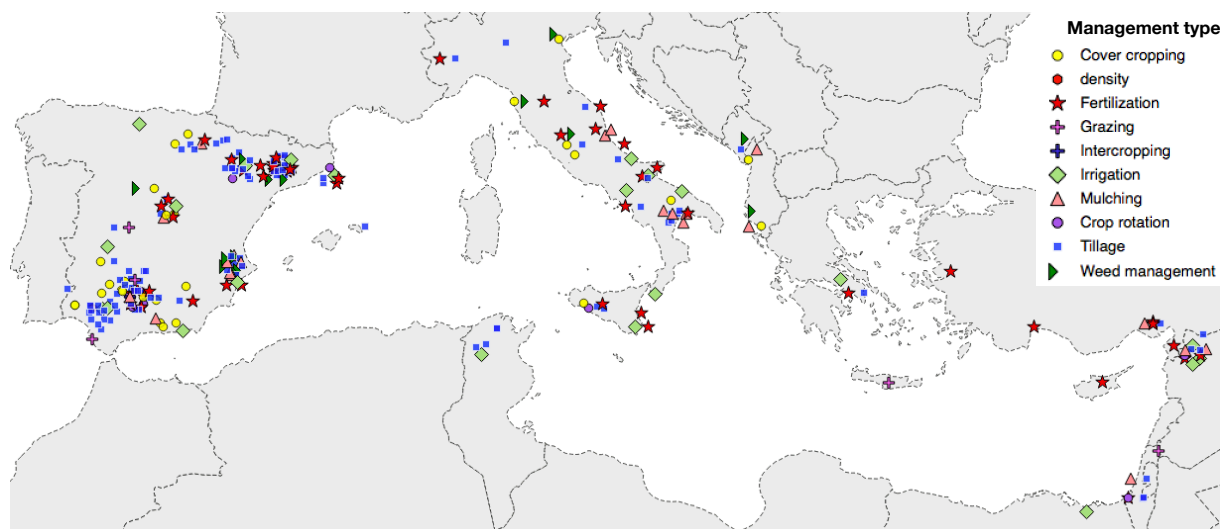 Management type
Cover cropping
density
Fertilization
Grazing
Intercropping
Irrigation
Mulching
Crop rotation
Tillage
Weed management